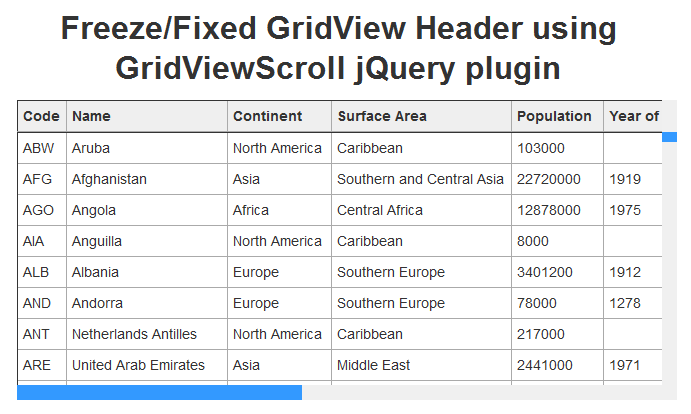 Freeze/Fixed GridView Header using
GridViewScroll jQuery plugin
Code Name Continent Surface Area Population Year of
ABW Aruba North America Caribbean 103000
AFG Afghanistan Asia Southern and Central Asia 22720000 1919
AGO Angola Africa Central Africa 12878000 1975
AIA Anguilla North America Caribbean 8000
ALB Albania Europe Southern Europe 3401200 1912
AND Andorra Europe Southern Europe 78000 1278
ANT Netherlands Antilles North America Caribbean 217000
ARE United Arab Emirates Asia Middle East 2441000 1971